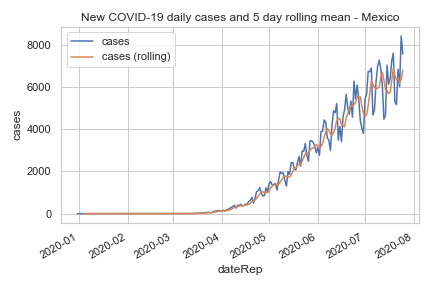 New COVID-19 daily cases and 5 day rolling mean - Mexico
cases
cases (rolling)
8000
6000
4000
2000
0
cases
2020-01
2020-02
2020-03
2020-04
2020-05
2020-06
2020-07
2020-08
dateRep